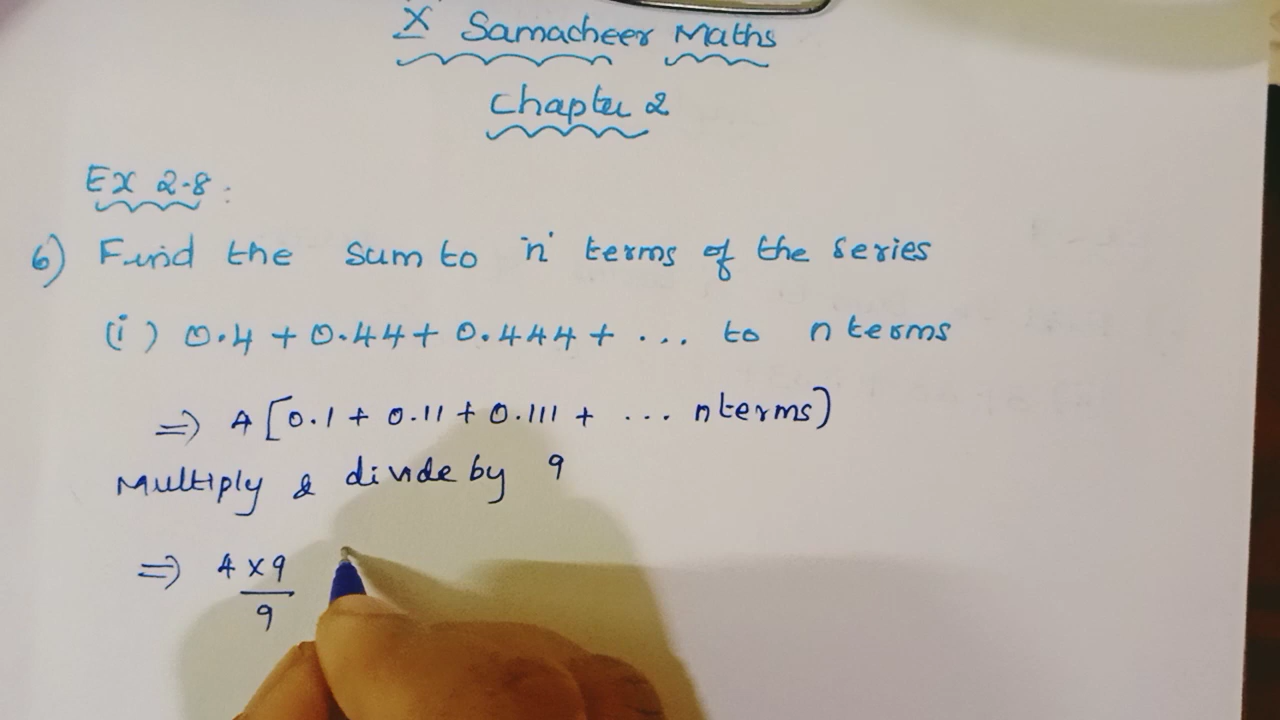 X Samacheer Maths
Chapter 2
Ex 2.8:
6) Find the sum to 'n' terms of the series
(i) 0.4 + 0.44 + 0.444 + ... to n terms
⇒ 4[0.1 + 0.11 + 0.111 + ... n terms)
Multiply & divide by 9
⇒ 4 × 9
9